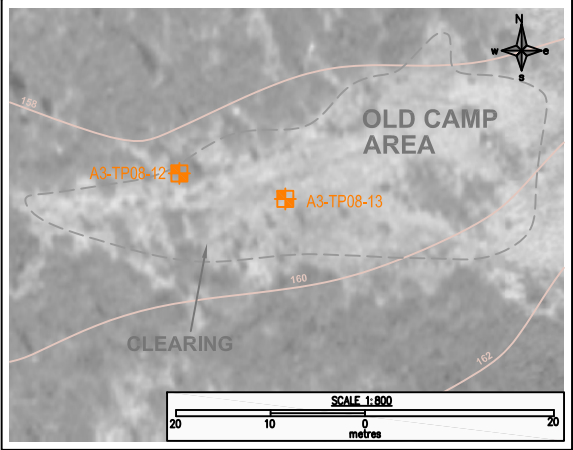 N
w e
s
158
OLD CAMP
AREA
A3-TP08-12
A3-TP08-13
160
CLEARING
162
SCALE 1:800
20 10 0 20
metres